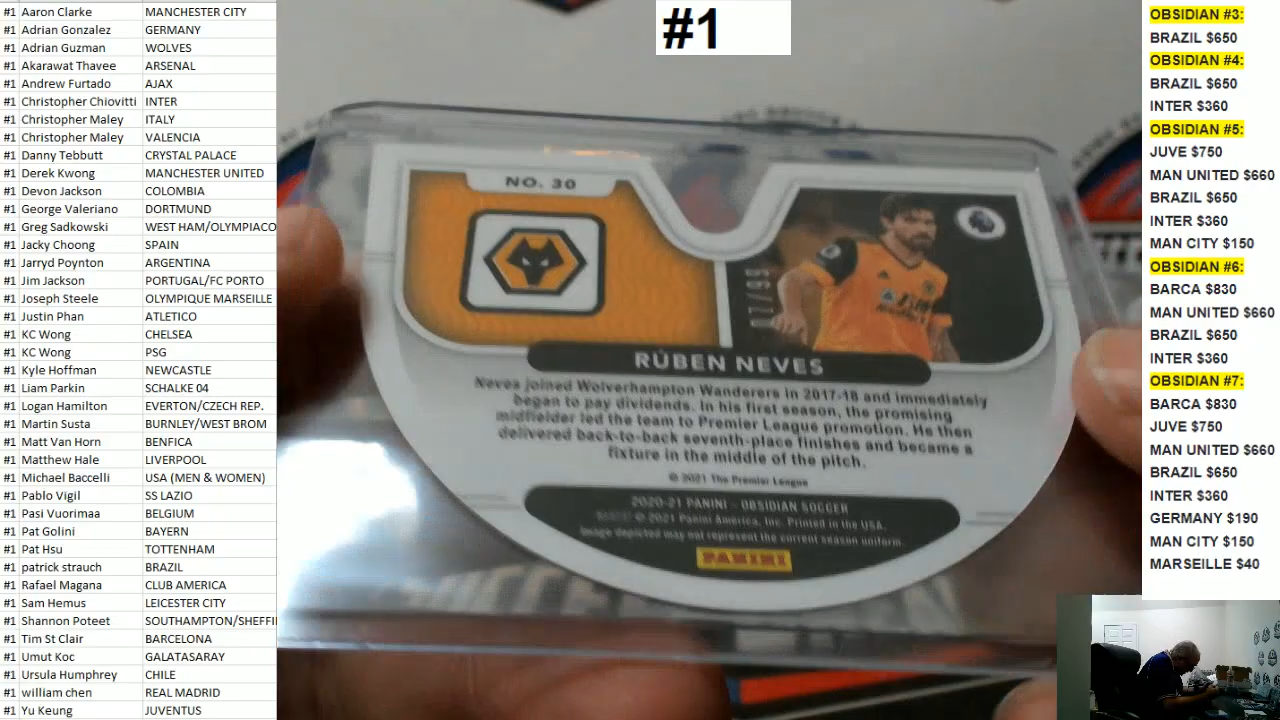 #1 Aaron Clarke MANCHESTER CITY
#1 Adrian Gonzalez GERMANY
#1 Adrian Guzman WOLVES
#1 Akarawat Thavee ARSENAL
#1 Andrew Furtado AJAX
#1 Christopher Chiovitti INTER
#1 Christopher Maley ITALY
#1 Christopher Maley VALENCIA
#1 Danny Tebbutt CRYSTAL PALACE
#1 Derek Kwong MANCHESTER UNITED
#1 Devon Jackson COLOMBIA
#1 George Valeriano DORTMUND
#1 Greg Sadkowski WEST HAM/OLYMPIACO
#1 Jacky Choong SPAIN
#1 Jarryd Poynton ARGENTINA
#1 Jim Jackson PORTUGAL/FC PORTO
#1 Joseph Steele OLYMPIQUE MARSEILLE
#1 Justin Phan ATLETICO
#1 KC Wong CHELSEA
#1 KC Wong PSG
#1 Kyle Hoffman NEWCASTLE
#1 Liam Parkin SCHALKE 04
#1 Logan Hamilton EVERTON/CZECH REP.
#1 Martin Susta BURNLEY/WEST BROM
#1 Matt Van Horn BENFICA
#1 Matthew Hale LIVERPOOL
#1 Michael Baccelli USA (MEN & WOMEN)
#1 Pablo Vigil SS LAZIO
#1 Pasi Vuorimaa BELGIUM
#1 Pat Golini BAYERN
#1 Pat Hsu TOTTENHAM
#1 patrick strauch BRAZIL
#1 Rafael Magana CLUB AMERICA
#1 Sam Hemus LEICESTER CITY
#1 Shannon Poteet SOUTHAMPTON/SHEFFI
#1 Tim St Clair BARCELONA
#1 Umut Koc GALATASARAY
#1 Ursula Humphrey CHILE
#1 william chen REAL MADRID
#1 Yu Keung JUVENTUS
#1
NO. 30
RÚBEN NEVES
Neves joined Wolverhampton Wanderers in 2017-18 and immediately
began to pay dividends. In his first season, the promising
midfielder led the team to Premier League promotion. He then
delivered back-to-back seventh-place finishes and became a
fixture in the middle of the pitch.
© 2021 The Premier League
2020-21 PANINI - OBSIDIAN SOCCER
© 2021 Panini America, Inc. Printed in the USA.
Image depicted may not represent the current season uniform.
PANINI
OBSIDIAN #3:
BRAZIL $650
OBSIDIAN #4:
BRAZIL $650
INTER $360
OBSIDIAN #5:
JUVE $750
MAN UNITED $660
BRAZIL $650
INTER $360
MAN CITY $150
OBSIDIAN #6:
BARCA $830
MAN UNITED $660
BRAZIL $650
INTER $360
OBSIDIAN #7:
BARCA $830
JUVE $750
MAN UNITED $660
BRAZIL $650
INTER $360
GERMANY $190
MAN CITY $150
MARSEILLE $40